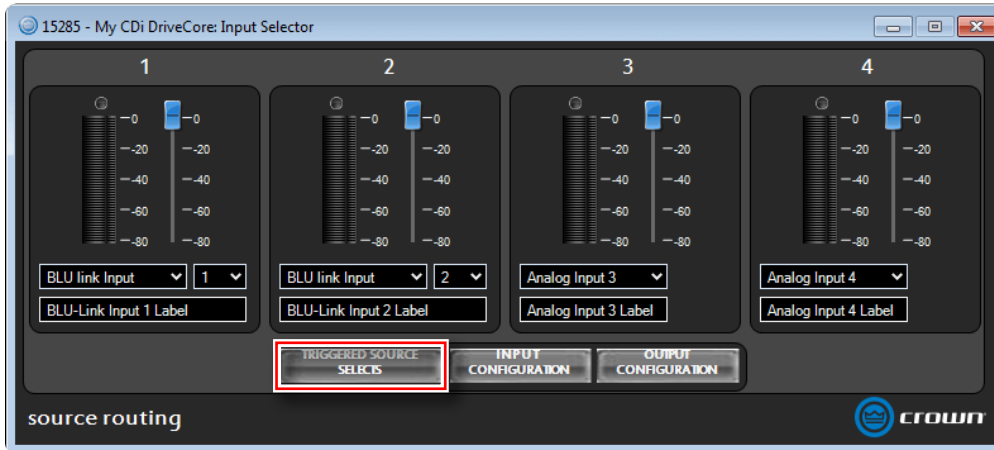 15285 - My CDi DriveCore: Input Selector
1
2
3
4
-0 -0
-20 -20
-40 -40
-60 -60
-80 -80
-0 -0
-20 -20
-40 -40
-60 -60
-80 -80
-0 -0
-20 -20
-40 -40
-60 -60
-80 -80
-0 -0
-20 -20
-40 -40
-60 -60
-80 -80
BLU link Input 1
BLU-Link Input 1 Label
BLU link Input 2
BLU-Link Input 2 Label
Analog Input 3
Analog Input 3 Label
Analog Input 4
Analog Input 4 Label
TRIGGERED SOURCE
SELECTS
INPUT
CONFIGURATION
OUTPUT
CONFIGURATION
source routing
crown